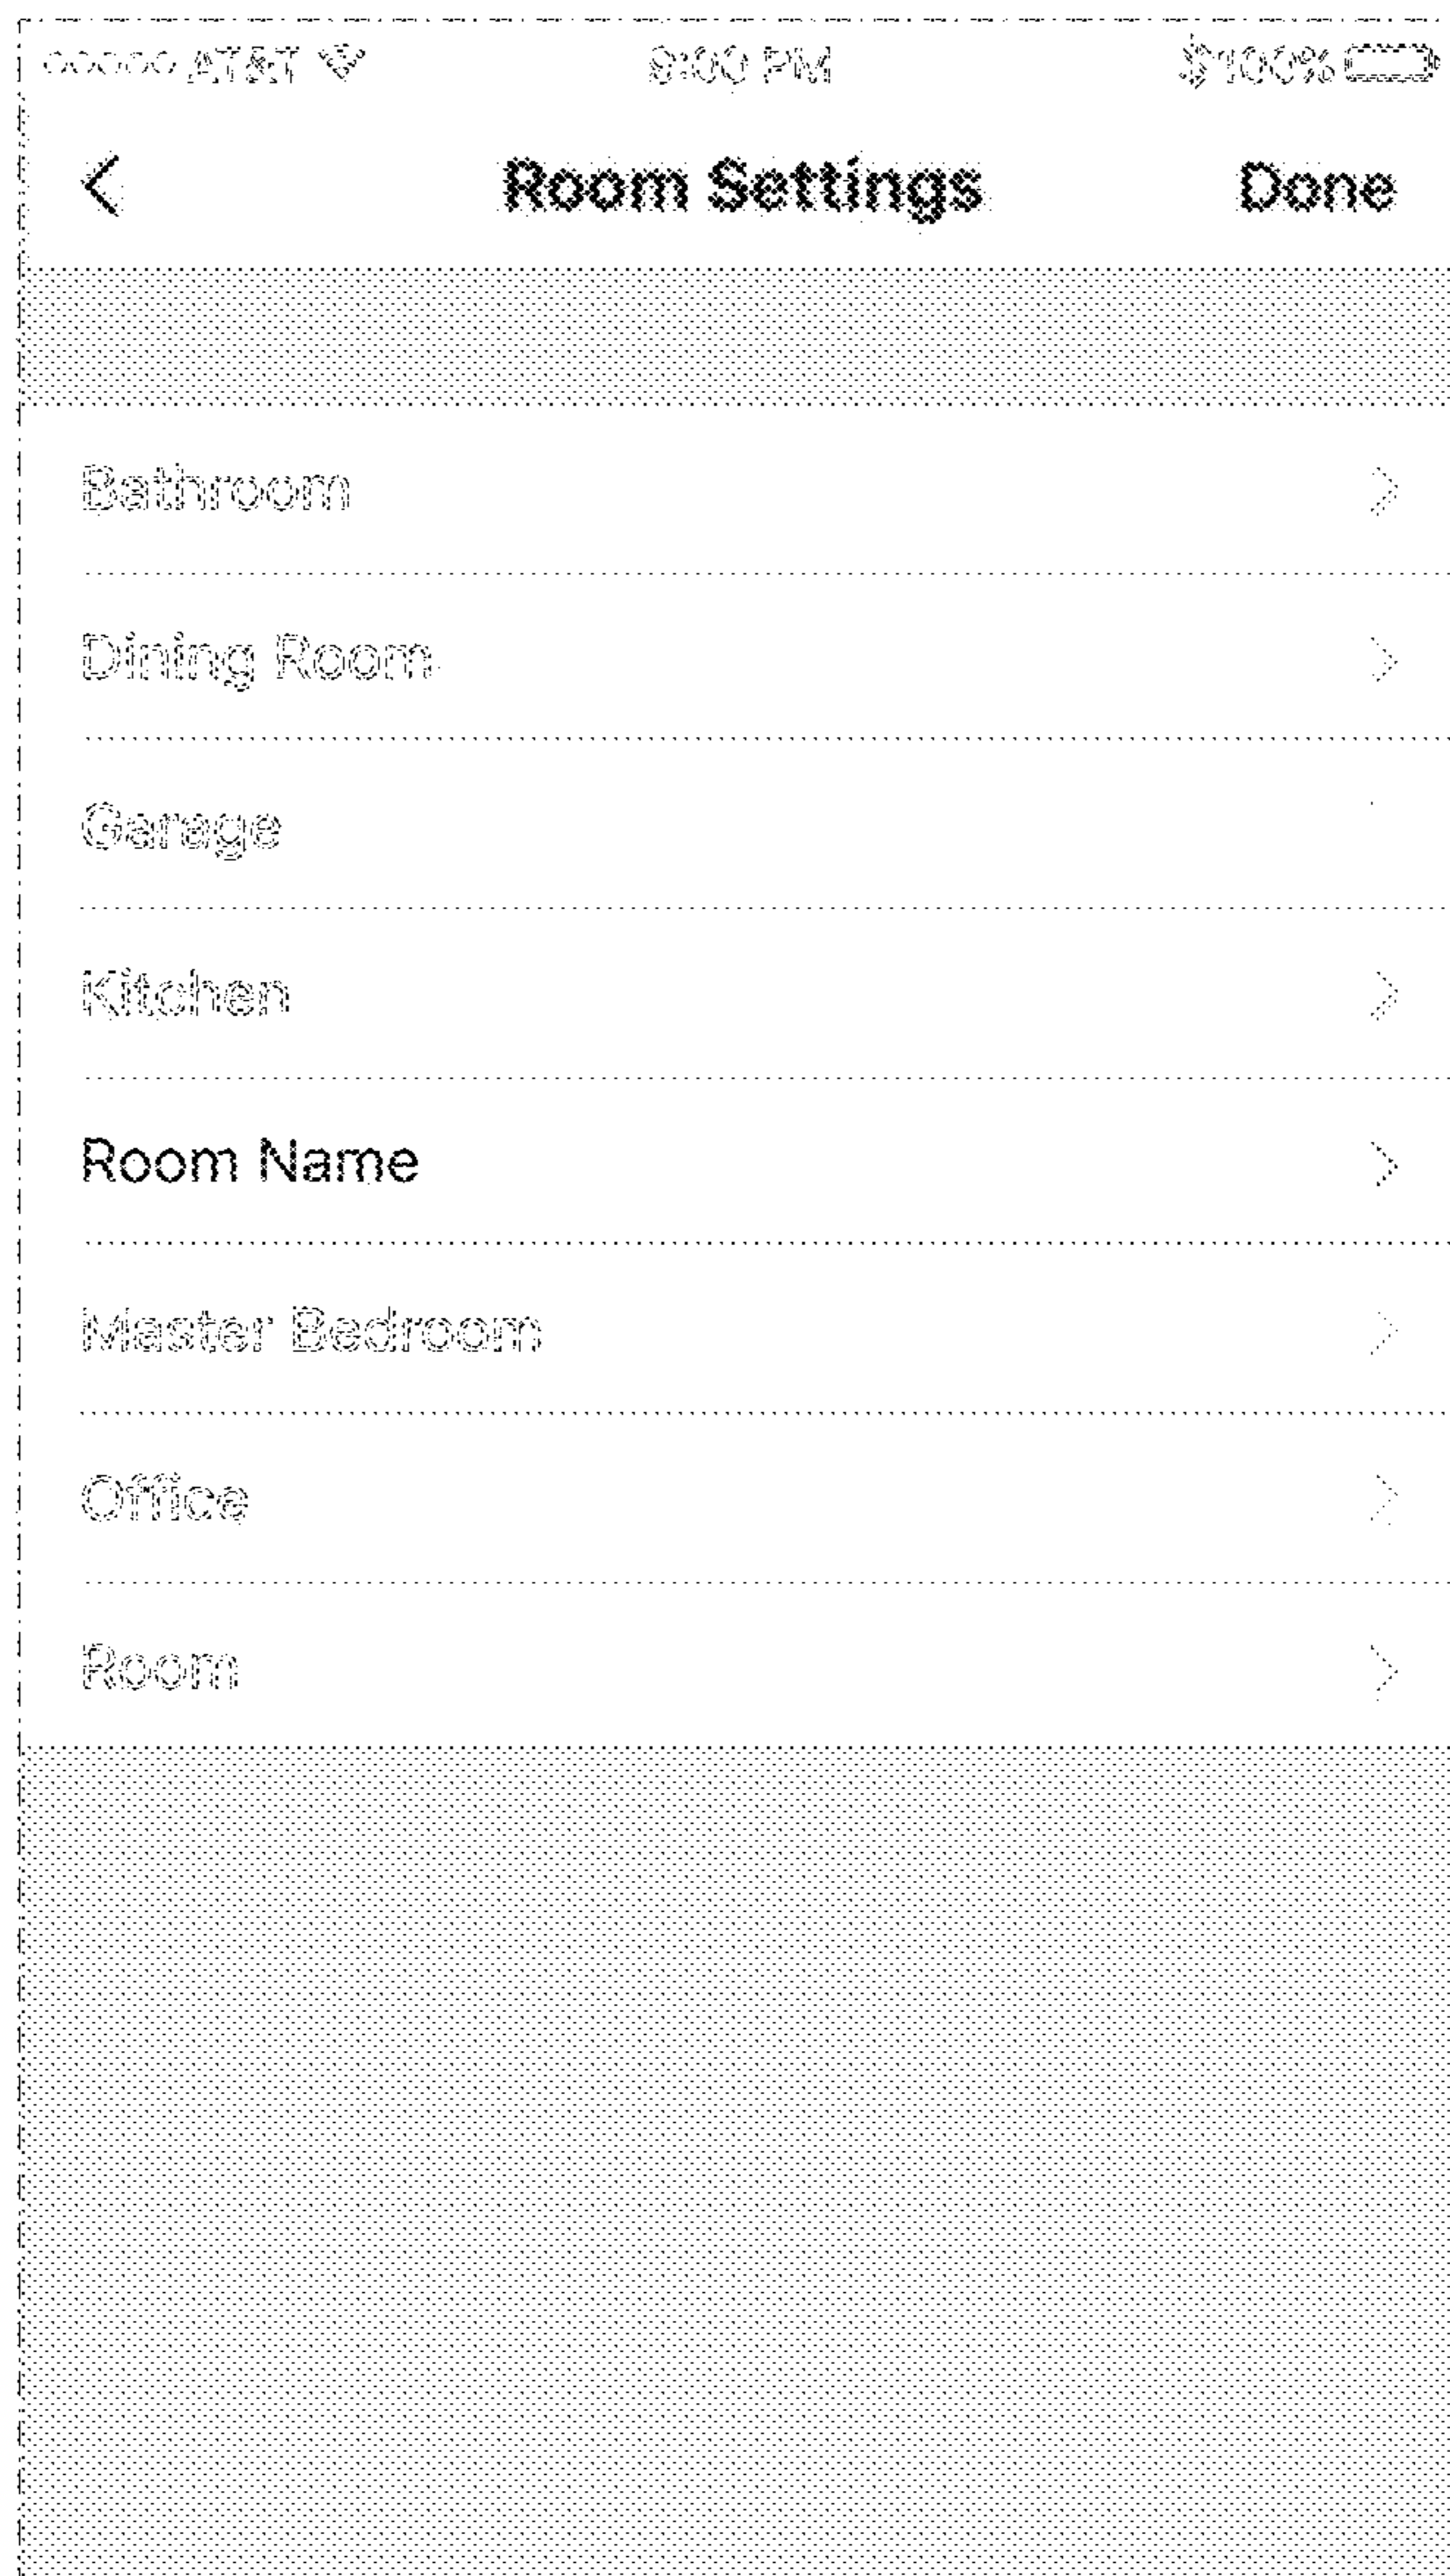 AT&T 9:00 PM 100%
Room Settings Done
Bathroom
Dining Room
Garage
Kitchen
Room Name
Master Bedroom
Office
Room